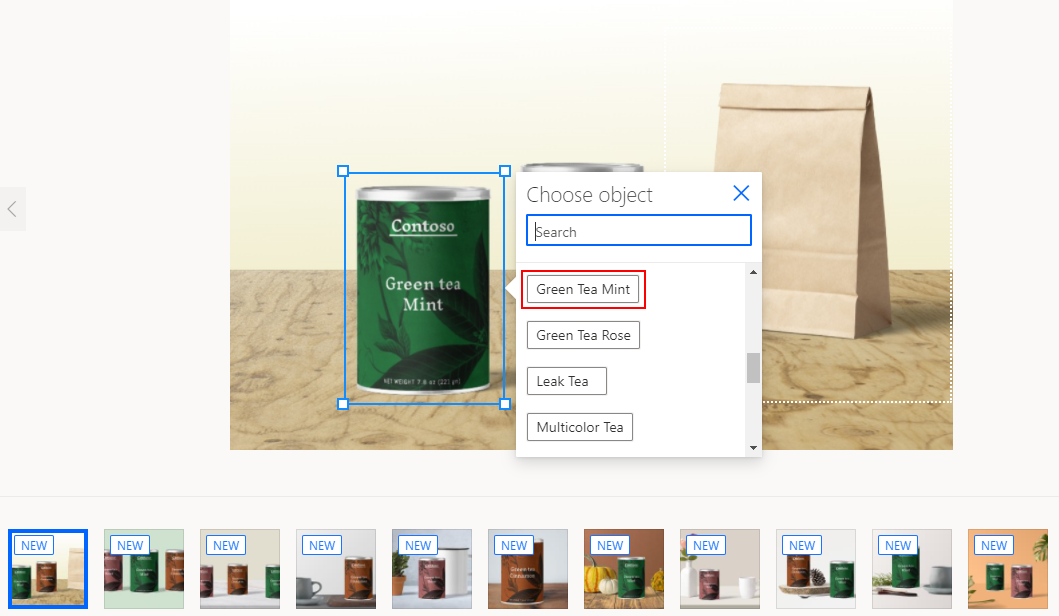 Contoso
Green tea
Mint
NET WEIGHT 7.8 oz (221 gr)
Choose object
Search
Green Tea Mint
Green Tea Rose
Leak Tea
Multicolor Tea
NEW
NEW
NEW
NEW
NEW
NEW
NEW
NEW
NEW
NEW
NEW